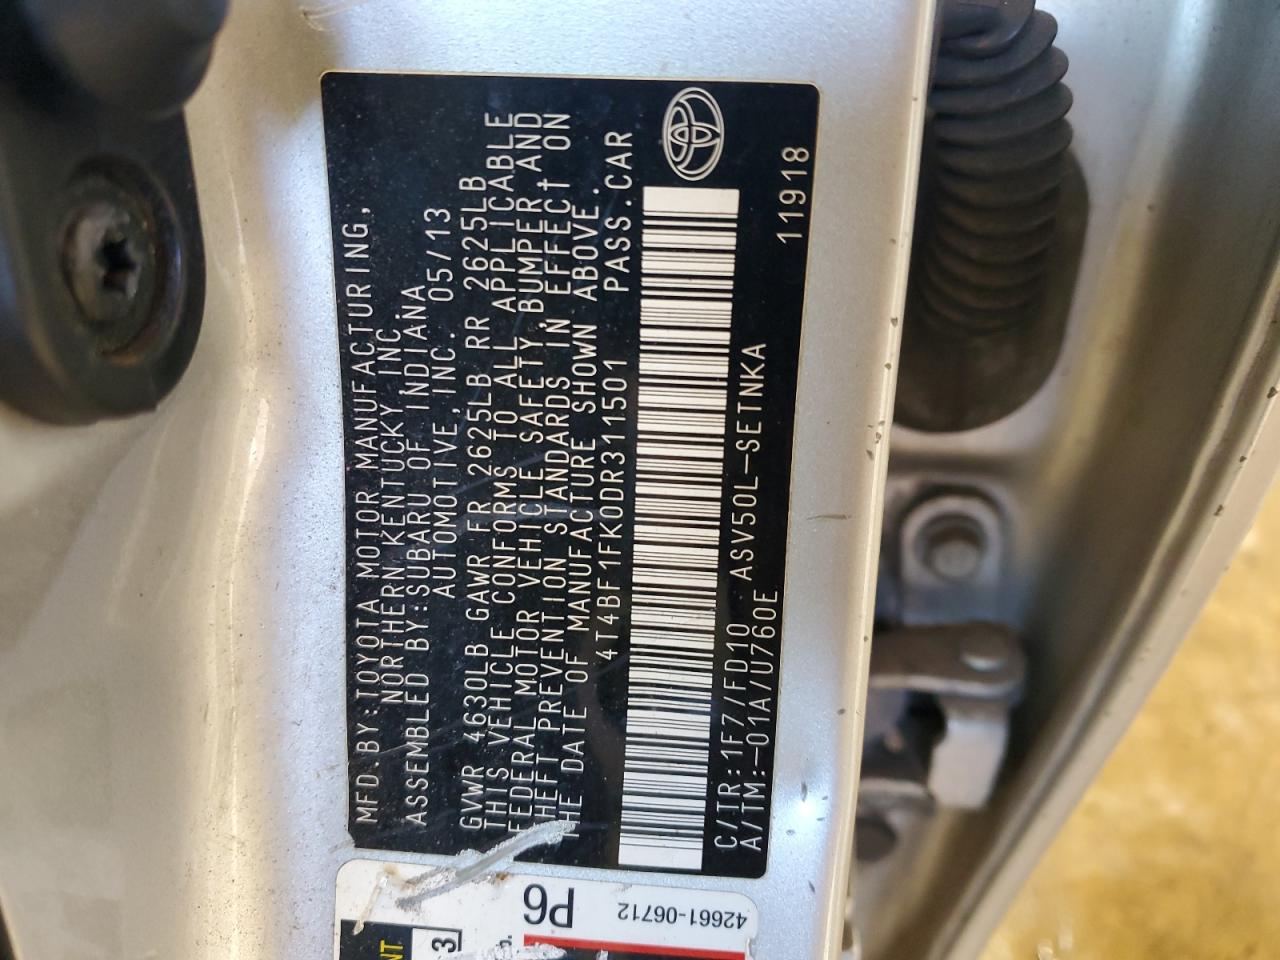 MFD.BY:TOYOTA MOTOR MANUFACTURING,
NORTHERN KENTUCKY INC.
ASSEMBLED BY:SUBARU OF INDIANA
AUTOMOTIVE, INC. 05/13
GVWR 4630LB GAWR FR 2625LB RR 2625LB
THIS VEHICLE CONFORMS TO ALL APPLICABLE
FEDERAL MOTOR VEHICLE SAFETY, BUMPER AND
THEFT PREVENTION STANDARDS IN EFFECT ON
THE DATE OF MANUFACTURE SHOWN ABOVE.
4T4BF1FK0DR311501 PASS.CAR
C/TR:1F7/FD10 ASV50L-SETNKA
A/TM:-01A/U760E
11918
42661-06712
P6
3
NT